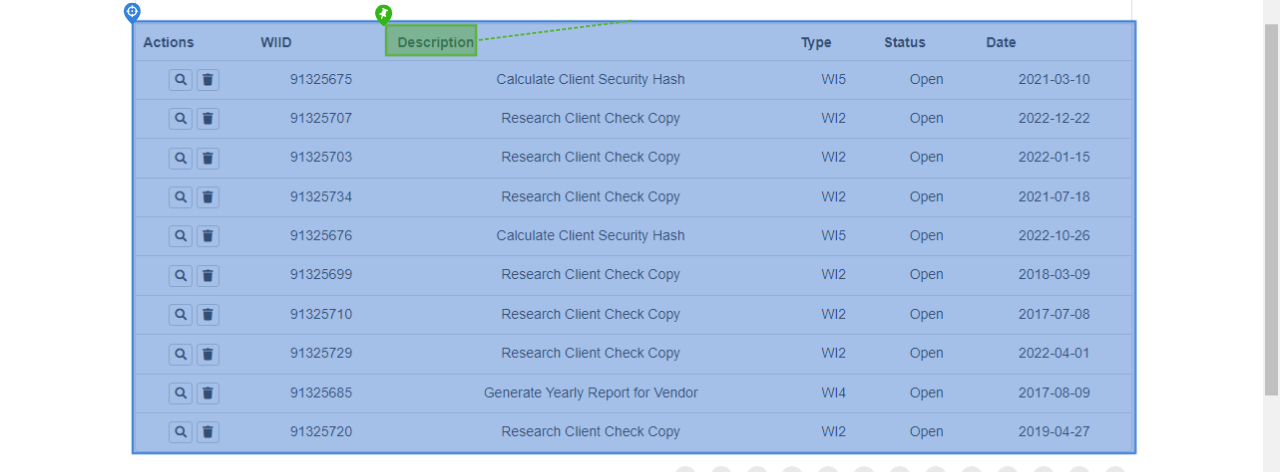 Actions WIID Description Type Status Date
91325675 Calculate Client Security Hash WI5 Open 2021-03-10
91325707 Research Client Check Copy WI2 Open 2022-12-22
91325703 Research Client Check Copy WI2 Open 2022-01-15
91325734 Research Client Check Copy WI2 Open 2021-07-18
91325676 Calculate Client Security Hash WI5 Open 2022-10-26
91325699 Research Client Check Copy WI2 Open 2018-03-09
91325710 Research Client Check Copy WI2 Open 2017-07-08
91325729 Research Client Check Copy WI2 Open 2022-04-01
91325685 Generate Yearly Report for Vendor WI4 Open 2017-08-09
91325720 Research Client Check Copy WI2 Open 2019-04-27